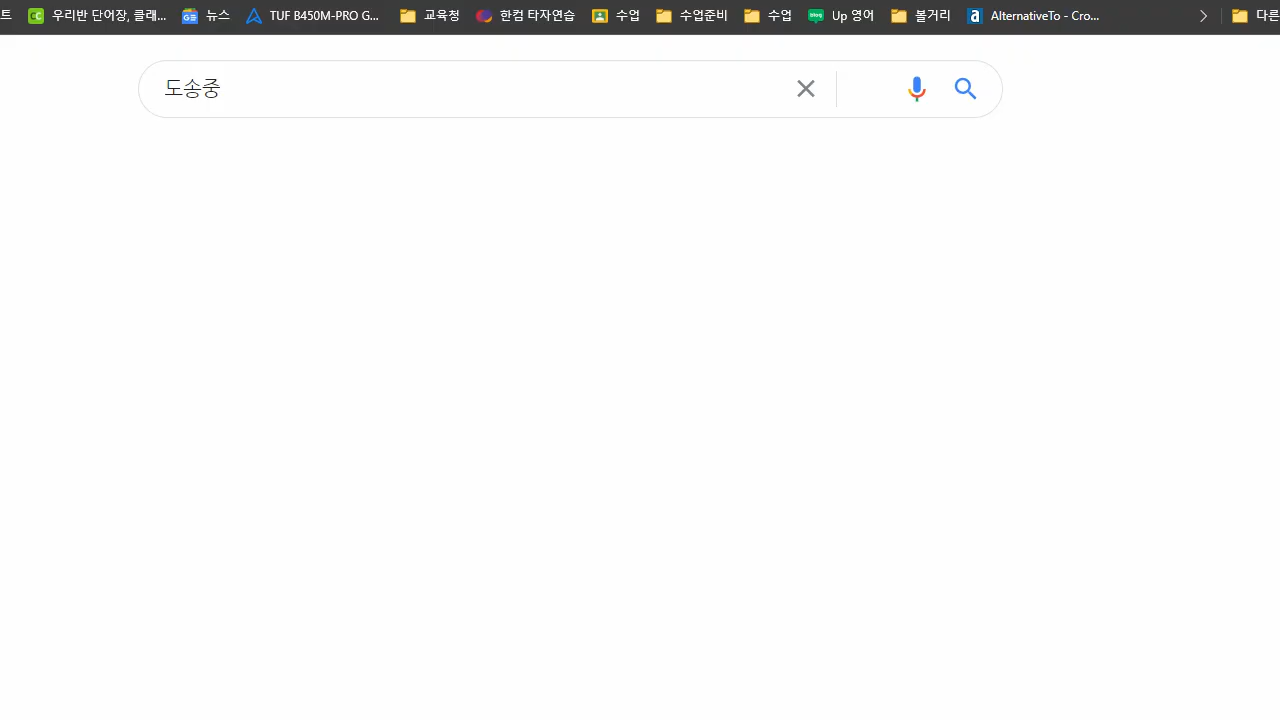 트 우리반 단어장, 클래... 뉴스 TUF B450M-PRO G... 교육청 한컴 타자연습 수업 수업준비 수업 Up 영어 볼거리 AlternativeTo - Cro... 다른
도송중